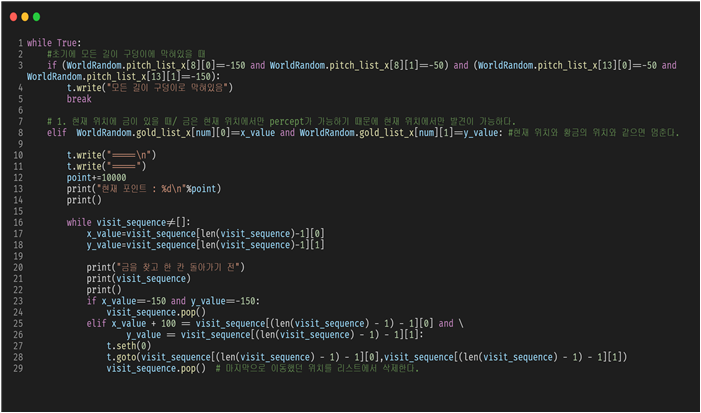 1 while True:
2 #초기에 모든 길이 구덩이에 막혀있을 때
3 if (WorldRandom.pitch_list_x[8][0]==-150 and WorldRandom.pitch_list_x[8][1]==-50) and (WorldRandom.pitch_list_x[13][0]==-50 and
WorldRandom.pitch_list_x[13][1]==-150):
4 t.write("모든 길이 구덩이로 막혀있음")
5 break
6
7 # 1. 현재 위치에 금이 있을 때/ 금은 현재 위치에서만 percept가 가능하기 때문에 현재 위치에서만 발견이 가능하다.
8 elif WorldRandom.gold_list_x[num][0]==x_value and WorldRandom.gold_list_x[num][1]==y_value: #현재 위치와 황금의 위치와 같으면 멈춘다.
9
10 t.write("=====\n")
11 t.write("=====")
12 point+=10000
13 print("현재 포인트 : %d\n"%point)
14 print()
15
16 while visit_sequence!=[]:
17 x_value=visit_sequence[len(visit_sequence)-1][0]
18 y_value=visit_sequence[len(visit_sequence)-1][1]
19
20 print("금을 찾고 한 칸 돌아가기 전")
21 print(visit_sequence)
22 print()
23 if x_value==-150 and y_value==-150:
24 visit_sequence.pop()
25 elif x_value + 100 == visit_sequence[(len(visit_sequence) - 1) - 1][0] and \
26 y_value == visit_sequence[(len(visit_sequence) - 1) - 1][1]:
27 t.seth(0)
28 t.goto(visit_sequence[(len(visit_sequence) - 1) - 1][0],visit_sequence[(len(visit_sequence) - 1) - 1][1])
29 visit_sequence.pop() # 마지막으로 이동했던 위치를 리스트에서 삭제한다.